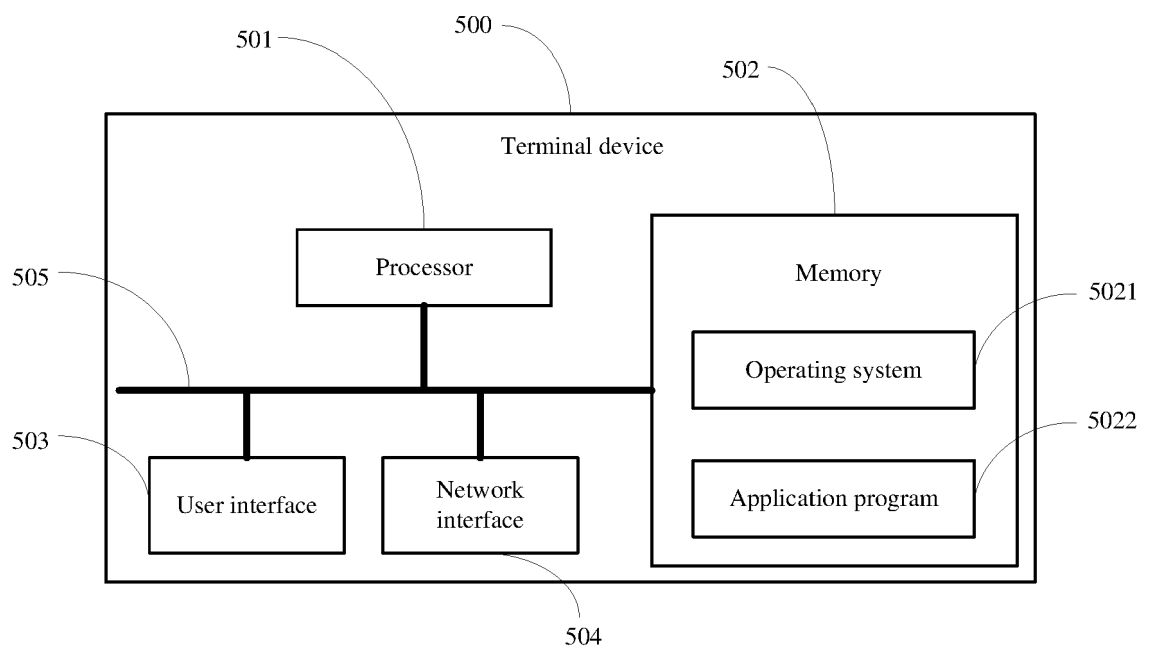 500
501
502
Terminal device
Processor
Memory
505
5021
Operating system
5022
503
User interface
Network
interface
Application program
504